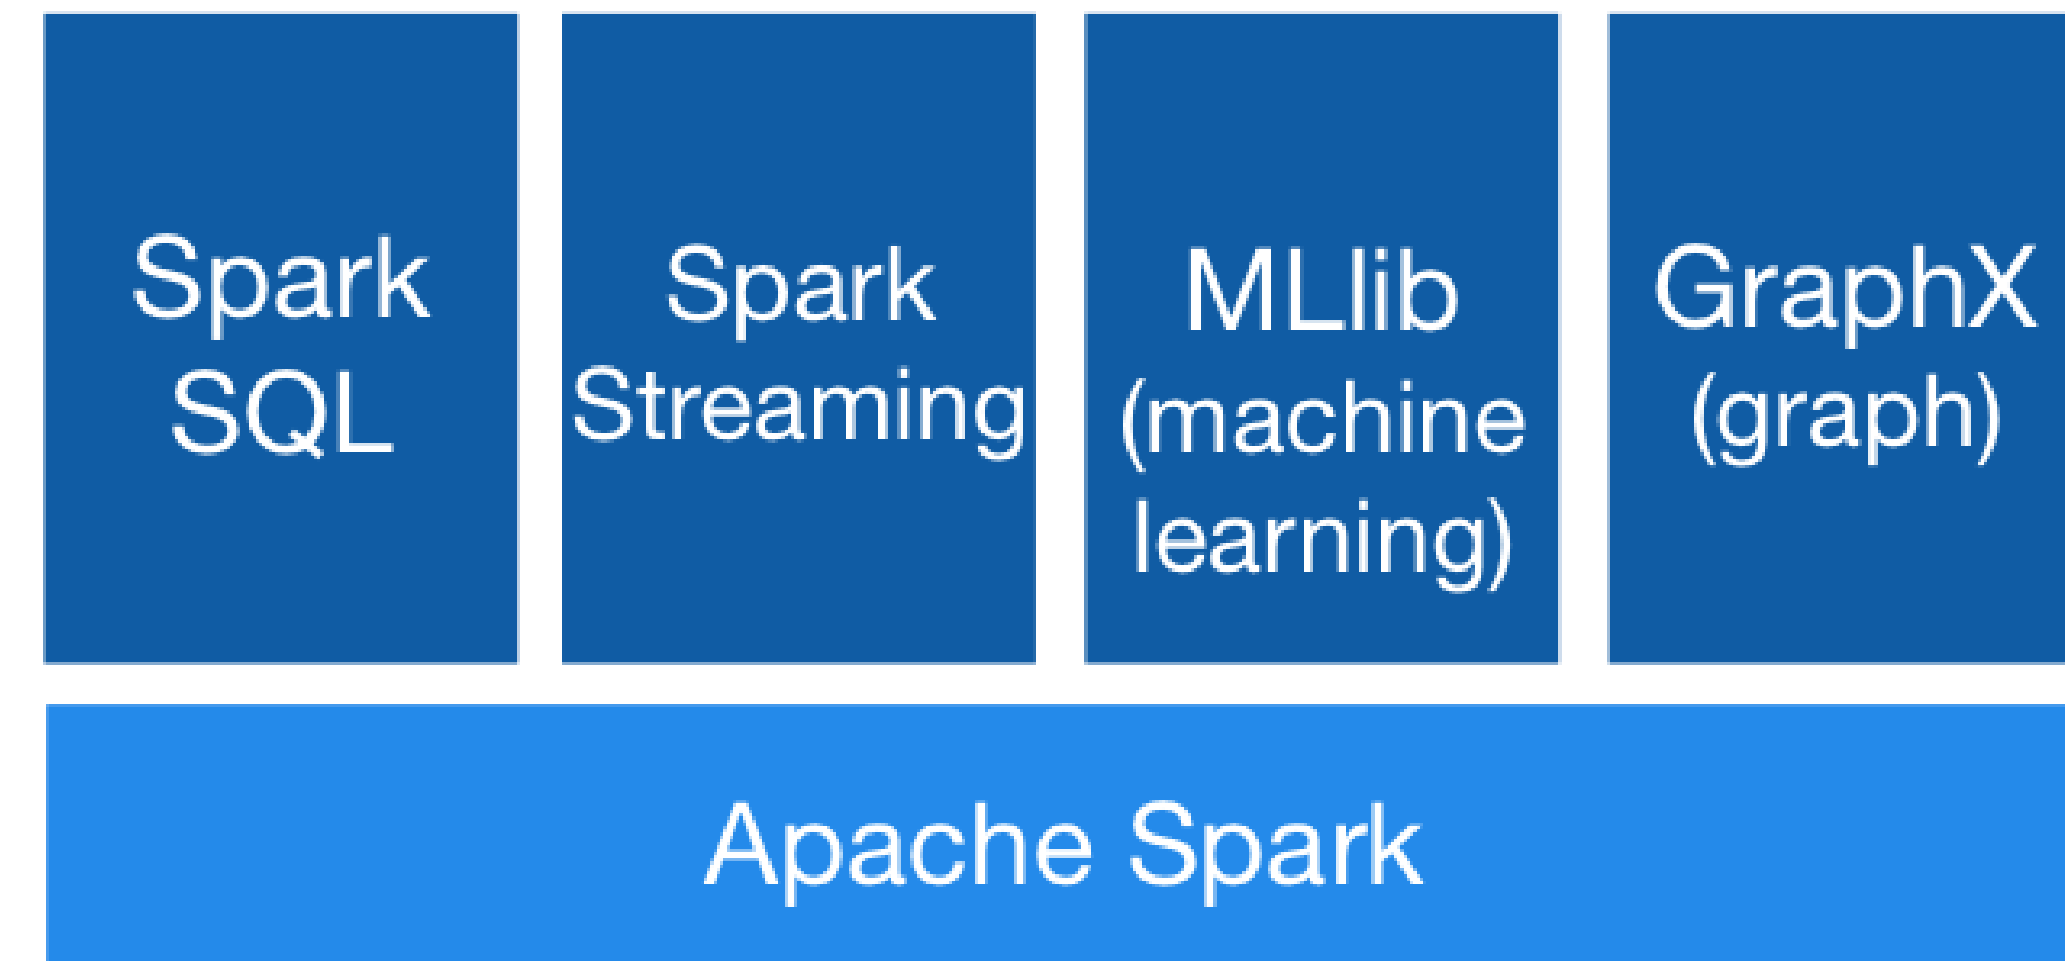 Spark
SQL
Spark
Streaming
MLlib
(machine
learning)
GraphX
(graph)
Apache Spark